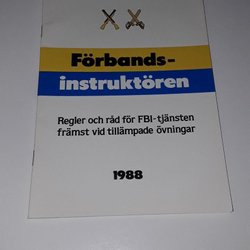 Förbands-
instruktören
Regler och råd för FBI-tjänsten
främst vid tillämpade övningar
1988